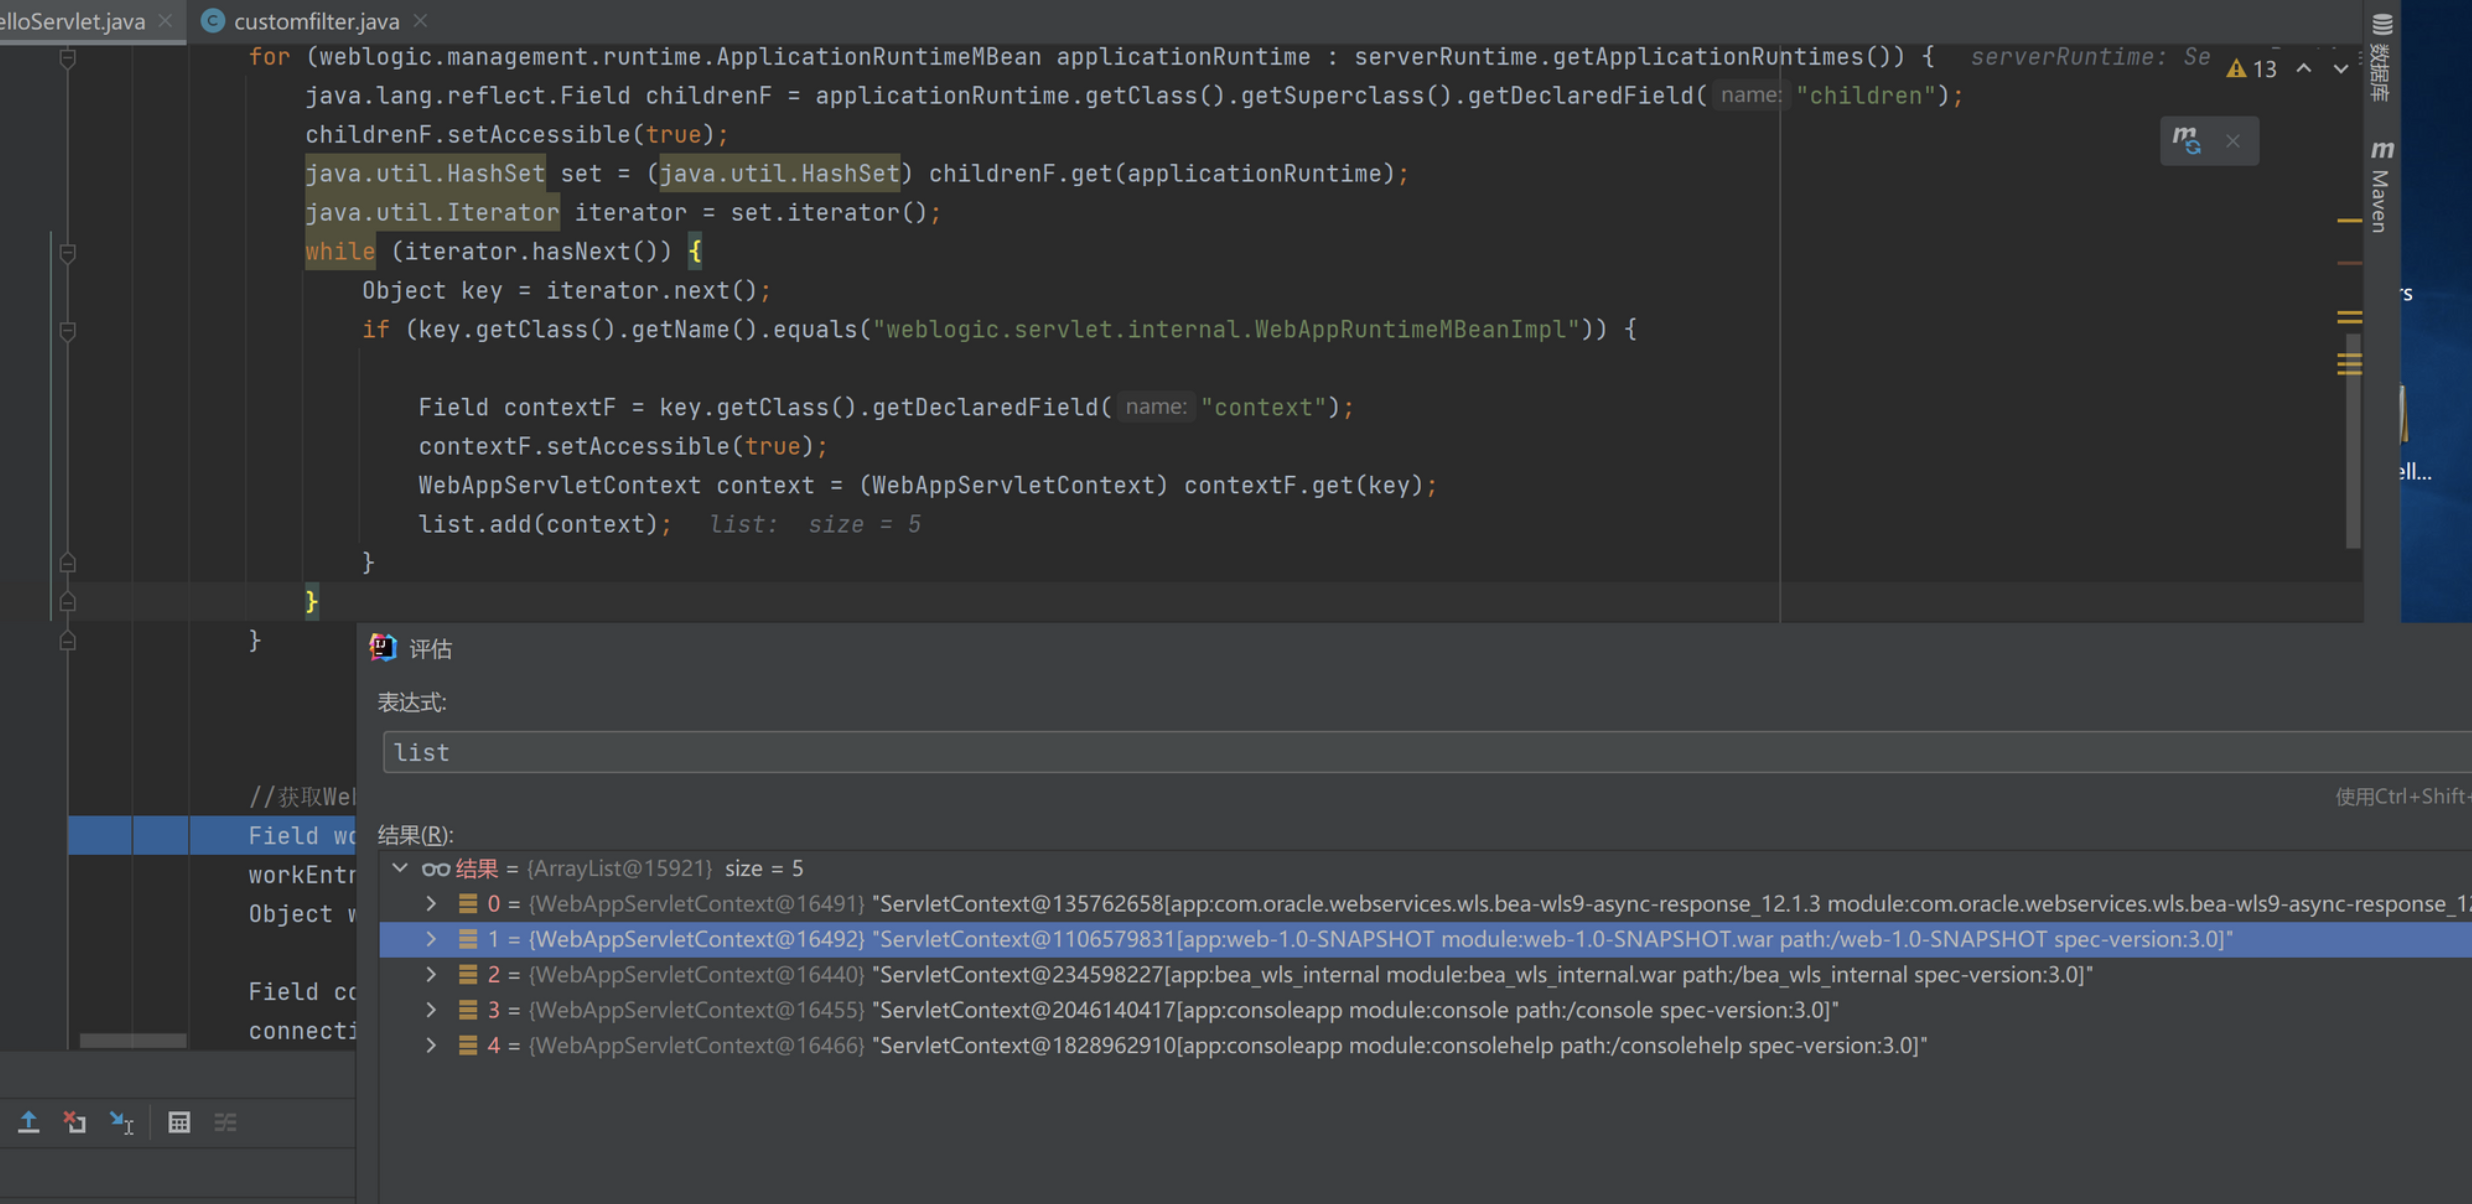 elloServlet.java
customfilter.java
for (weblogic.management.runtime.ApplicationRuntimeMBean applicationRuntime : serverRuntime.getApplicationRuntimes()) { serverRuntime: Se
13
java.lang.reflect.Field childrenF = applicationRuntime.getClass().getSuperclass().getDeclaredField( name: "children");
childrenF.setAccessible(true);
java.util.HashSet set = (java.util.HashSet) childrenF.get(applicationRuntime);
java.util.Iterator iterator = set.iterator();
while (iterator.hasNext()) {
Object key = iterator.next();
if (key.getClass().getName().equals("weblogic.servlet.internal.WebAppRuntimeMBeanImpl")) {
Field contextF = key.getClass().getDeclaredField( name: "context");
contextF.setAccessible(true);
WebAppServletContext context = (WebAppServletContext) contextF.get(key);
list.add(context); list: size = 5
}
}
}
数据库
m Maven
rs
ell...
评估
表达式:
list
//获取Web
使用Ctrl+Shift+
Field wo
结果(R):
workEntr
结果 = {ArrayList@15921} size = 5
Object w
0 = {WebAppServletContext@16491} "ServletContext@135762658[app:com.oracle.webservices.wls.bea-wls9-async-response_12.1.3 module:com.oracle.webservices.wls.bea-wls9-async-response_12
1 = {WebAppServletContext@16492} "ServletContext@1106579831[app:web-1.0-SNAPSHOT module:web-1.0-SNAPSHOT.war path:/web-1.0-SNAPSHOT spec-version:3.0]"
2 = {WebAppServletContext@16440} "ServletContext@234598227[app:bea_wls_internal module:bea_wls_internal.war path:/bea_wls_internal spec-version:3.0]"
Field co
3 = {WebAppServletContext@16455} "ServletContext@2046140417[app:consoleapp module:console path:/console spec-version:3.0]"
connecti
4 = {WebAppServletContext@16466} "ServletContext@1828962910[app:consoleapp module:consolehelp path:/consolehelp spec-version:3.0]"